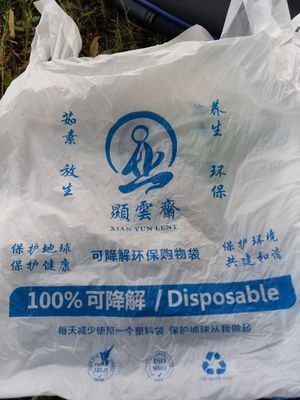 茹素 放生
养生 环保
顯雲齋
XIAN YUN LENT
保护地球
保护健康
可降解环保购物袋
保护环境
共建和谐
100%可降解 /Disposable
每天减少使用一个塑料袋 保护地球从我做起
ISO
9001